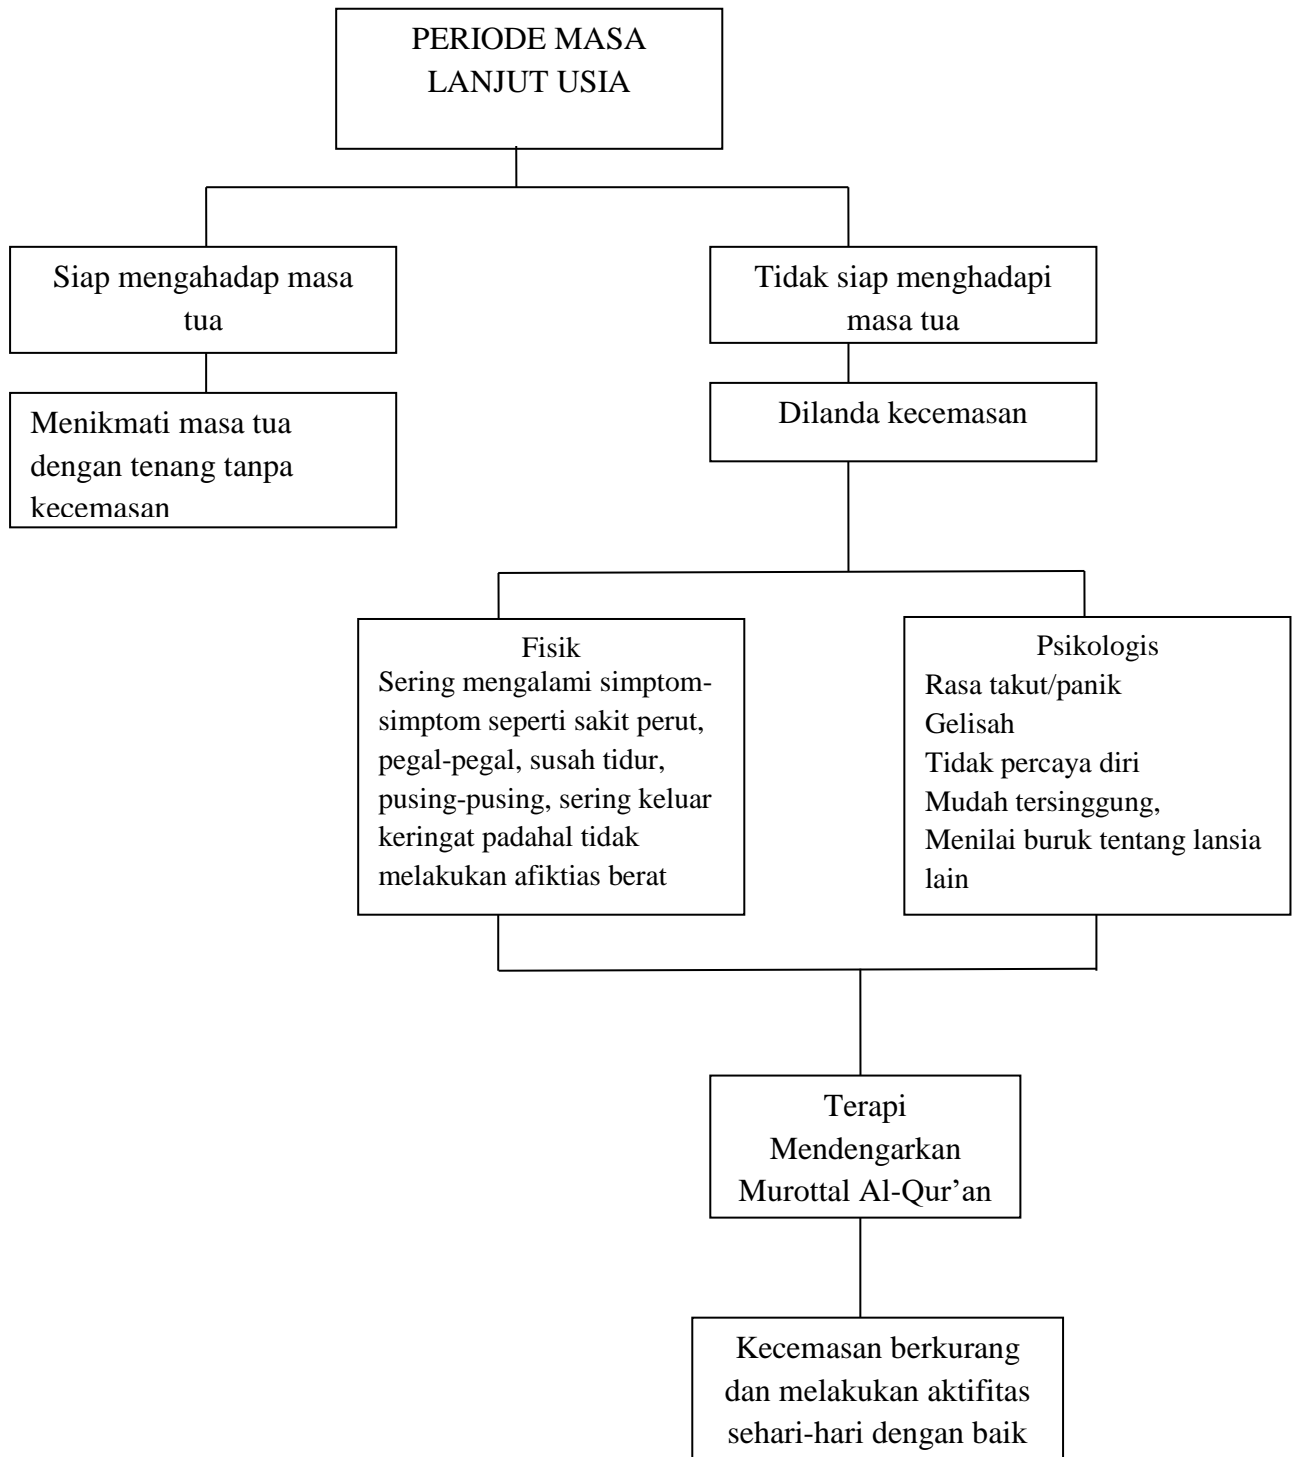 PERIODE MASA
LANJUT USIA
Siap mengahadap masa
tua
Tidak siap menghadapi
masa tua
Menikmati masa tua
dengan tenang tanpa
kecemasan
Dilanda kecemasan
Fisik
Sering mengalami simptom-
simptom seperti sakit perut,
pegal-pegal, susah tidur,
pusing-pusing, sering keluar
keringat padahal tidak
melakukan afiktias berat
Psikologis
Rasa takut/panik
Gelisah
Tidak percaya diri
Mudah tersinggung,
Menilai buruk tentang lansia
lain
Terapi
Mendengarkan
Murottal Al-Qur’an
Kecemasan berkurang
dan melakukan aktifitas
sehari-hari dengan baik